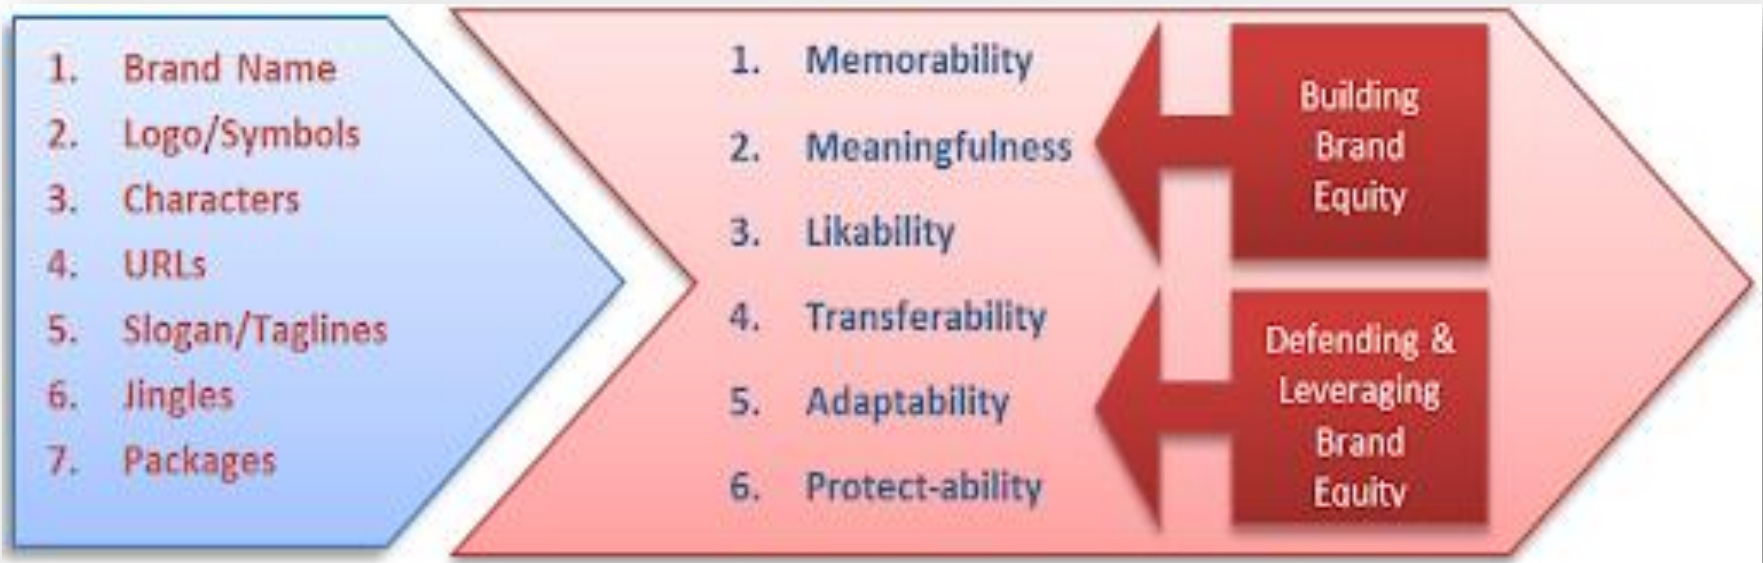 1. Brand Name
2. Logo/Symbols
3. Characters
4. URLs
5. Slogan/Taglines
6. Jingles
7. Packages
1. Memorability
2. Meaningfulness
3. Likability
4. Transferability
5. Adaptability
6. Protect-ability
Building
Brand
Equity
Defending &
Leveraging
Brand
Equity